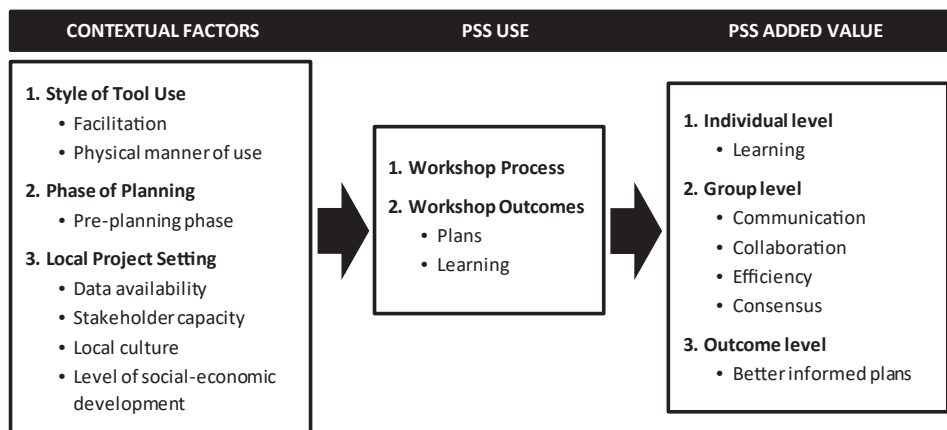 CONTEXTUAL FACTORS
PSS USE
PSS ADDED VALUE
1. Style of Tool Use
• Facilitation
• Physical manner of use
2. Phase of Planning
• Pre-planning phase
3. Local Project Setting
• Data availability
• Stakeholder capacity
• Local culture
• Level of social-economic
development
1. Workshop Process
2. Workshop Outcomes
• Plans
• Learning
1. Individual level
• Learning
2. Group level
• Communication
• Collaboration
• Efficiency
• Consensus
3. Outcome level
• Better informed plans